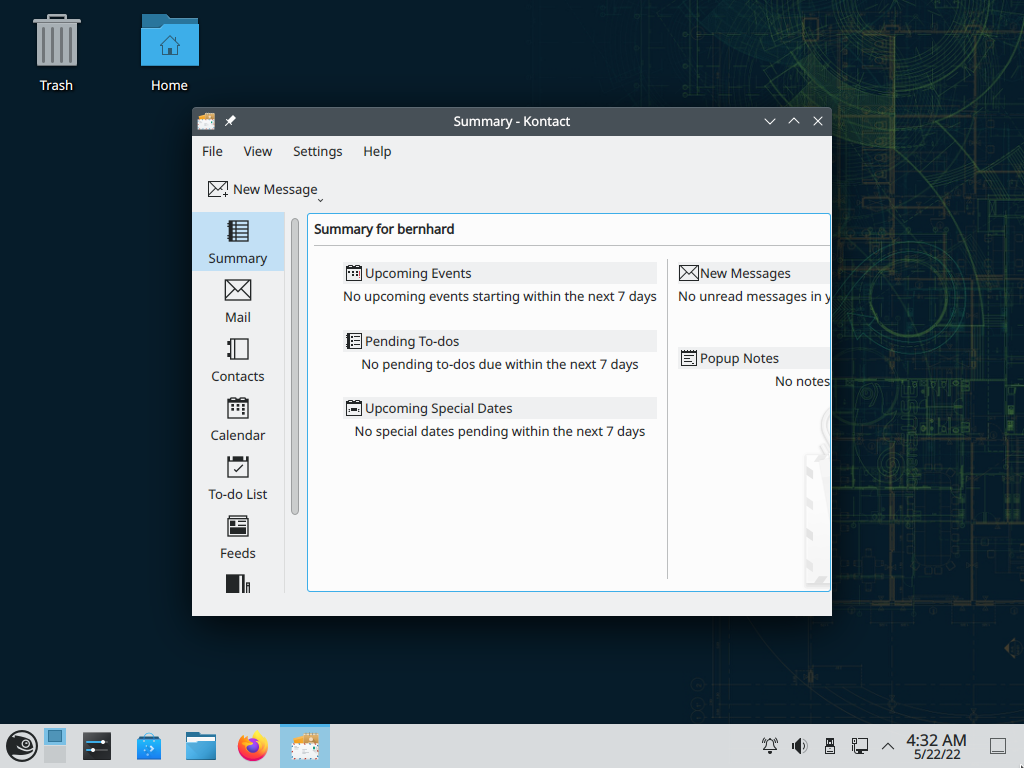 Trash
Home
Summary - Kontact
File View Settings Help
New Message
Summary
Mail
Contacts
Calendar
To-do List
Feeds
Summary for bernhard
Upcoming Events
No upcoming events starting within the next 7 days
Pending To-dos
No pending to-dos due within the next 7 days
Upcoming Special Dates
No special dates pending within the next 7 days
New Messages
No unread messages in y
Popup Notes
No notes
4:32 AM
5/22/22